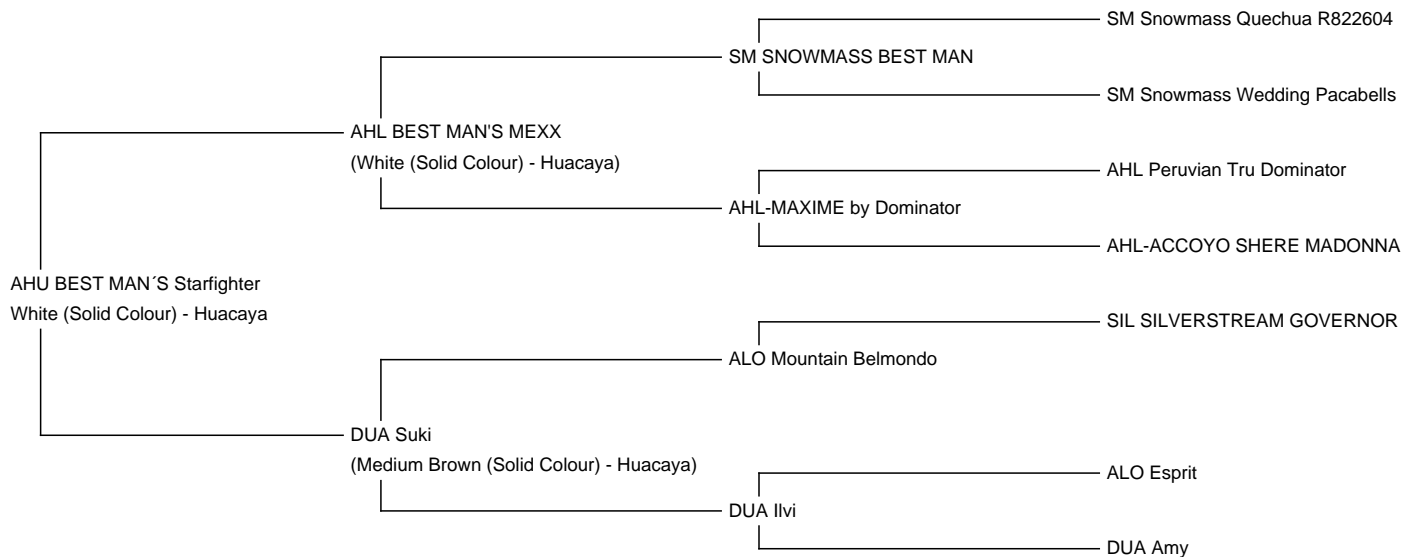 SM Snowmass Quechua R822604
SM SNOWMASS BEST MAN
SM Snowmass Wedding Pacabells
AHL BEST MAN'S MEXX
(White (Solid Colour) - Huacaya)
AHL Peruvian Tru Dominator
AHL-MAXIME by Dominator
AHL-ACCOYO SHERE MADONNA
AHU BEST MAN´S Starfighter
White (Solid Colour) - Huacaya
SIL SILVERSTREAM GOVERNOR
ALO Mountain Belmondo
DUA Suki
(Medium Brown (Solid Colour) - Huacaya)
ALO Esprit
DUA Ilvi
DUA Amy